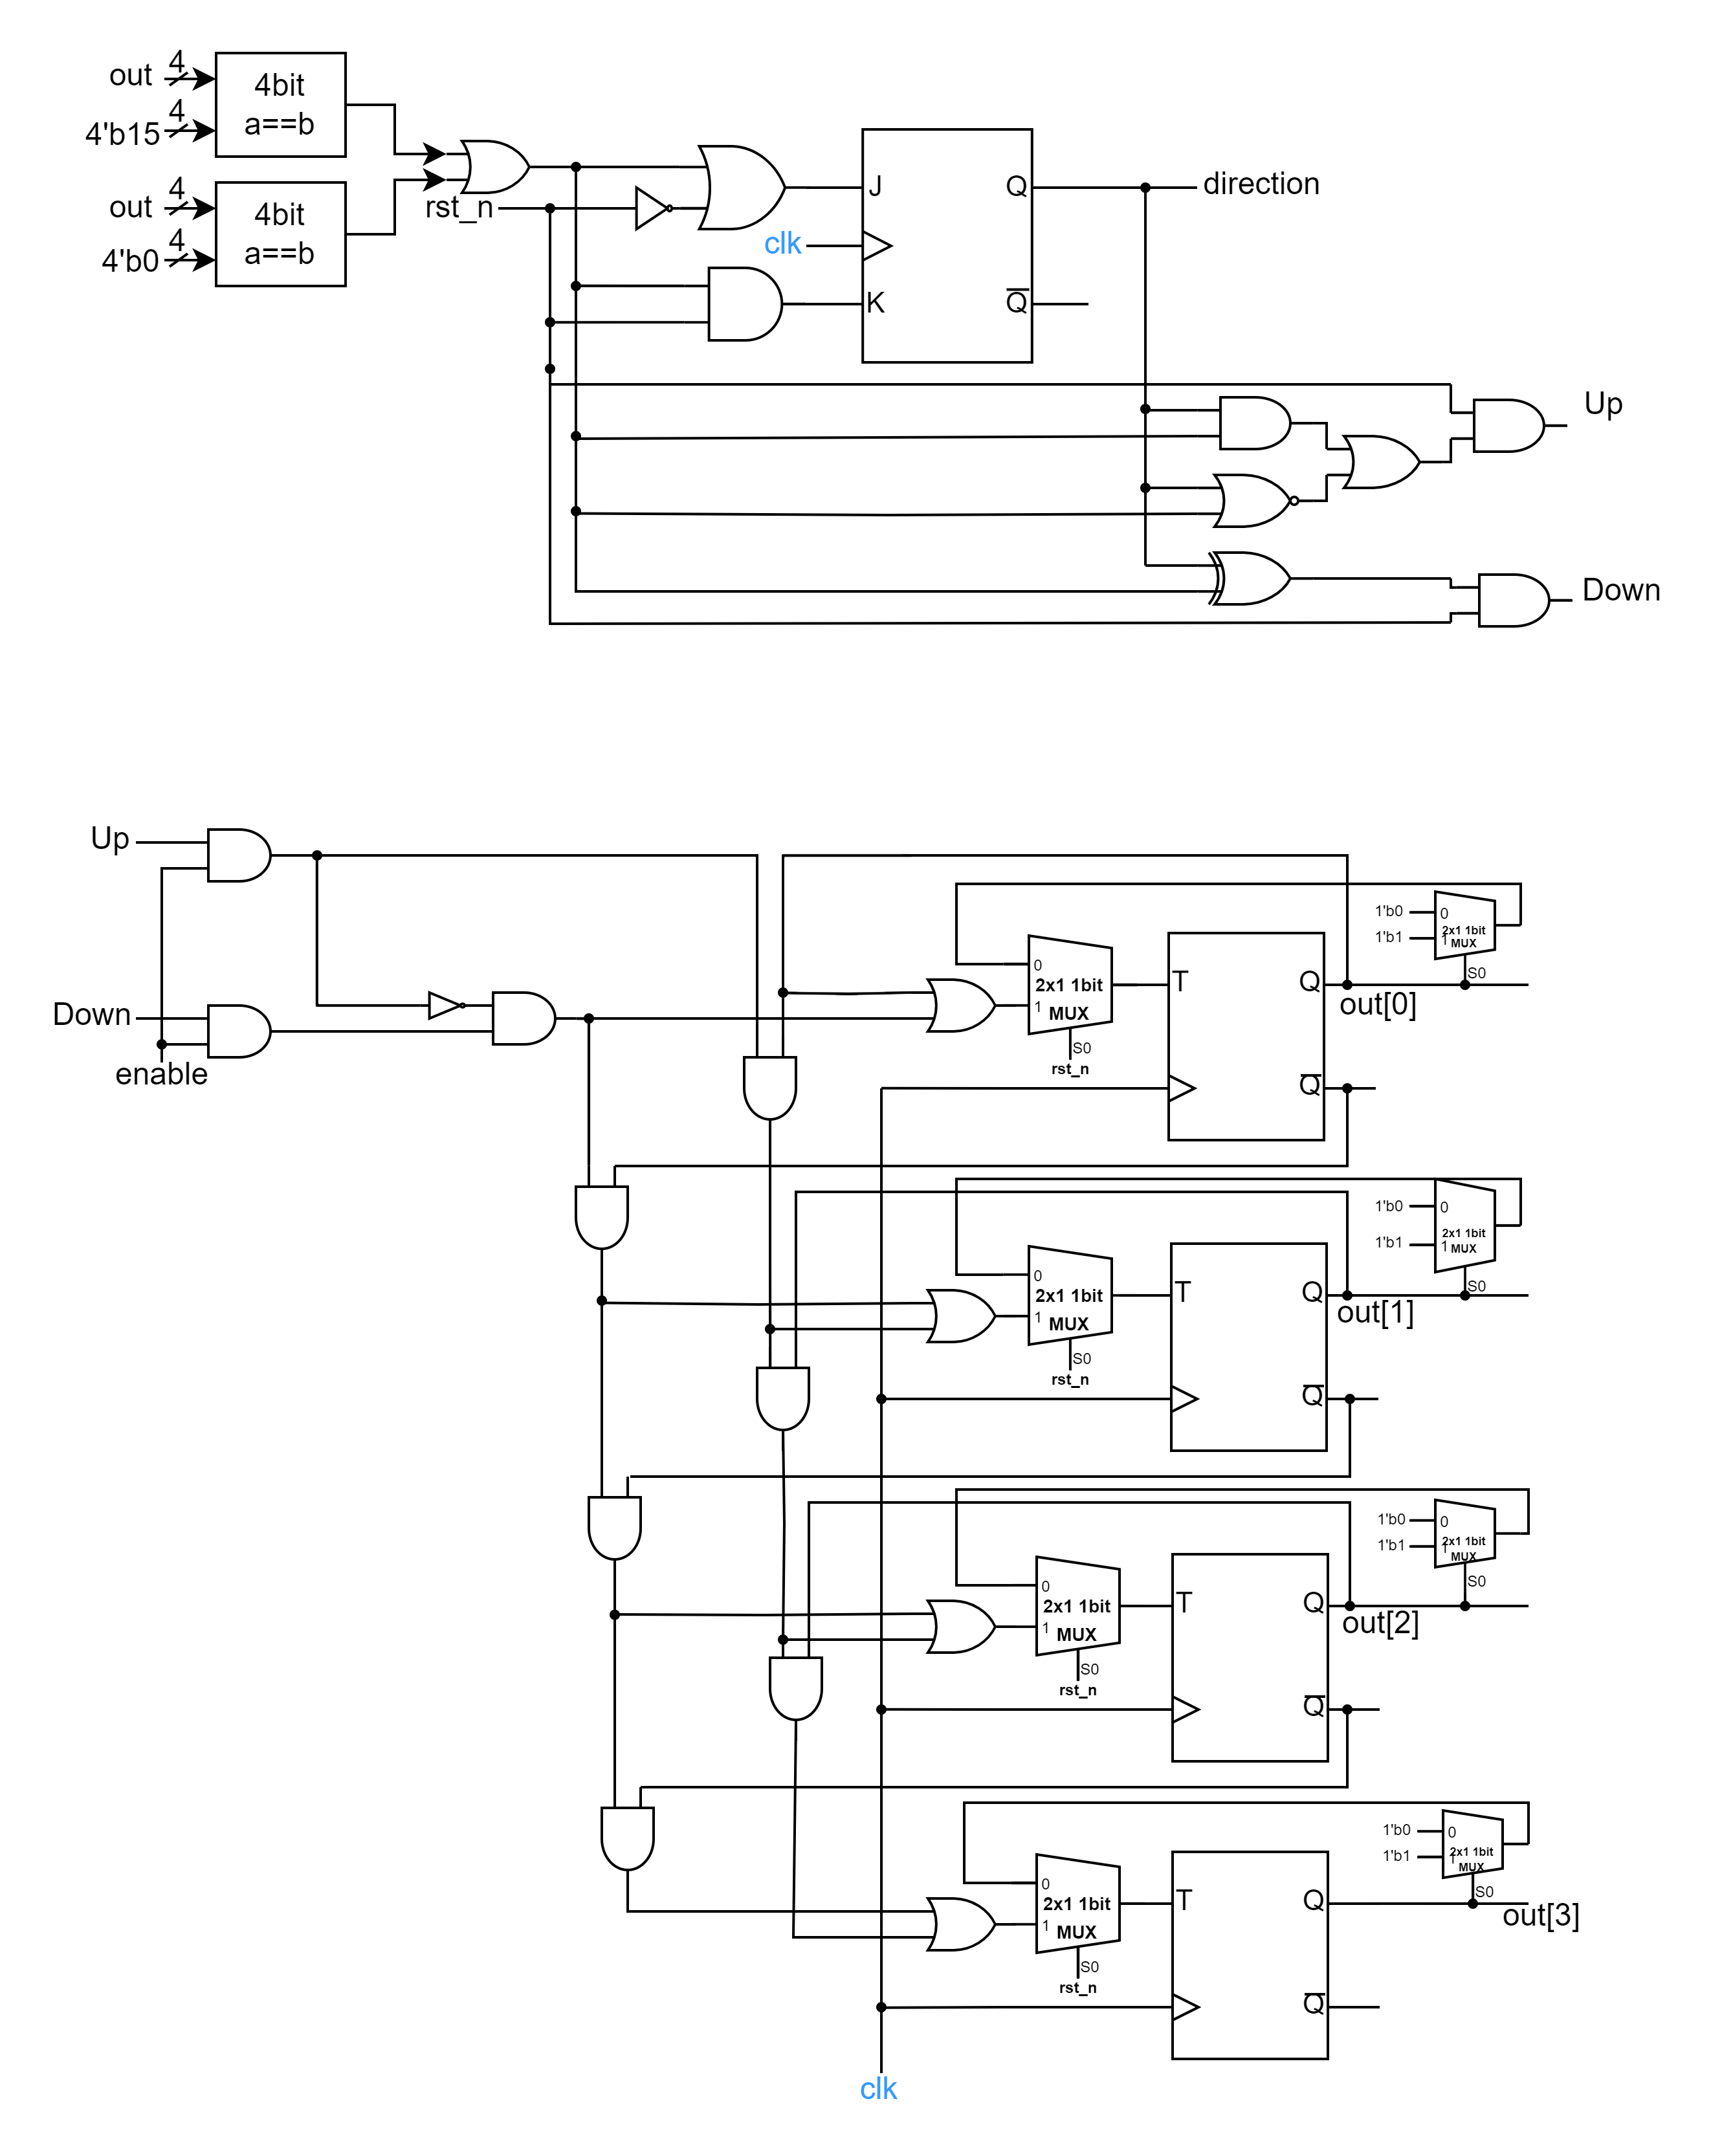 out
4
4'b15
4
4bit
a==b
out
4
4'b0
4
4bit
a==b
rst_n
clk
J
Q
K
Q
direction
Up
Down
Up
Down
enable
1'b0
0
1'b1
1
2x1 1bit
MUX
S0
0
2x1 1bit
1
MUX
S0
rst_n
T
Q
out[0]
Q
1'b0
0
1'b1
1
2x1 1bit
MUX
S0
0
2x1 1bit
1
MUX
S0
rst_n
T
Q
out[1]
Q
1'b0
0
1'b1
1
2x1 1bit
MUX
S0
0
2x1 1bit
1
MUX
S0
rst_n
T
Q
out[2]
Q
1'b0
0
1'b1
1
2x1 1bit
MUX
S0
0
2x1 1bit
1
MUX
S0
rst_n
T
Q
out[3]
Q
clk